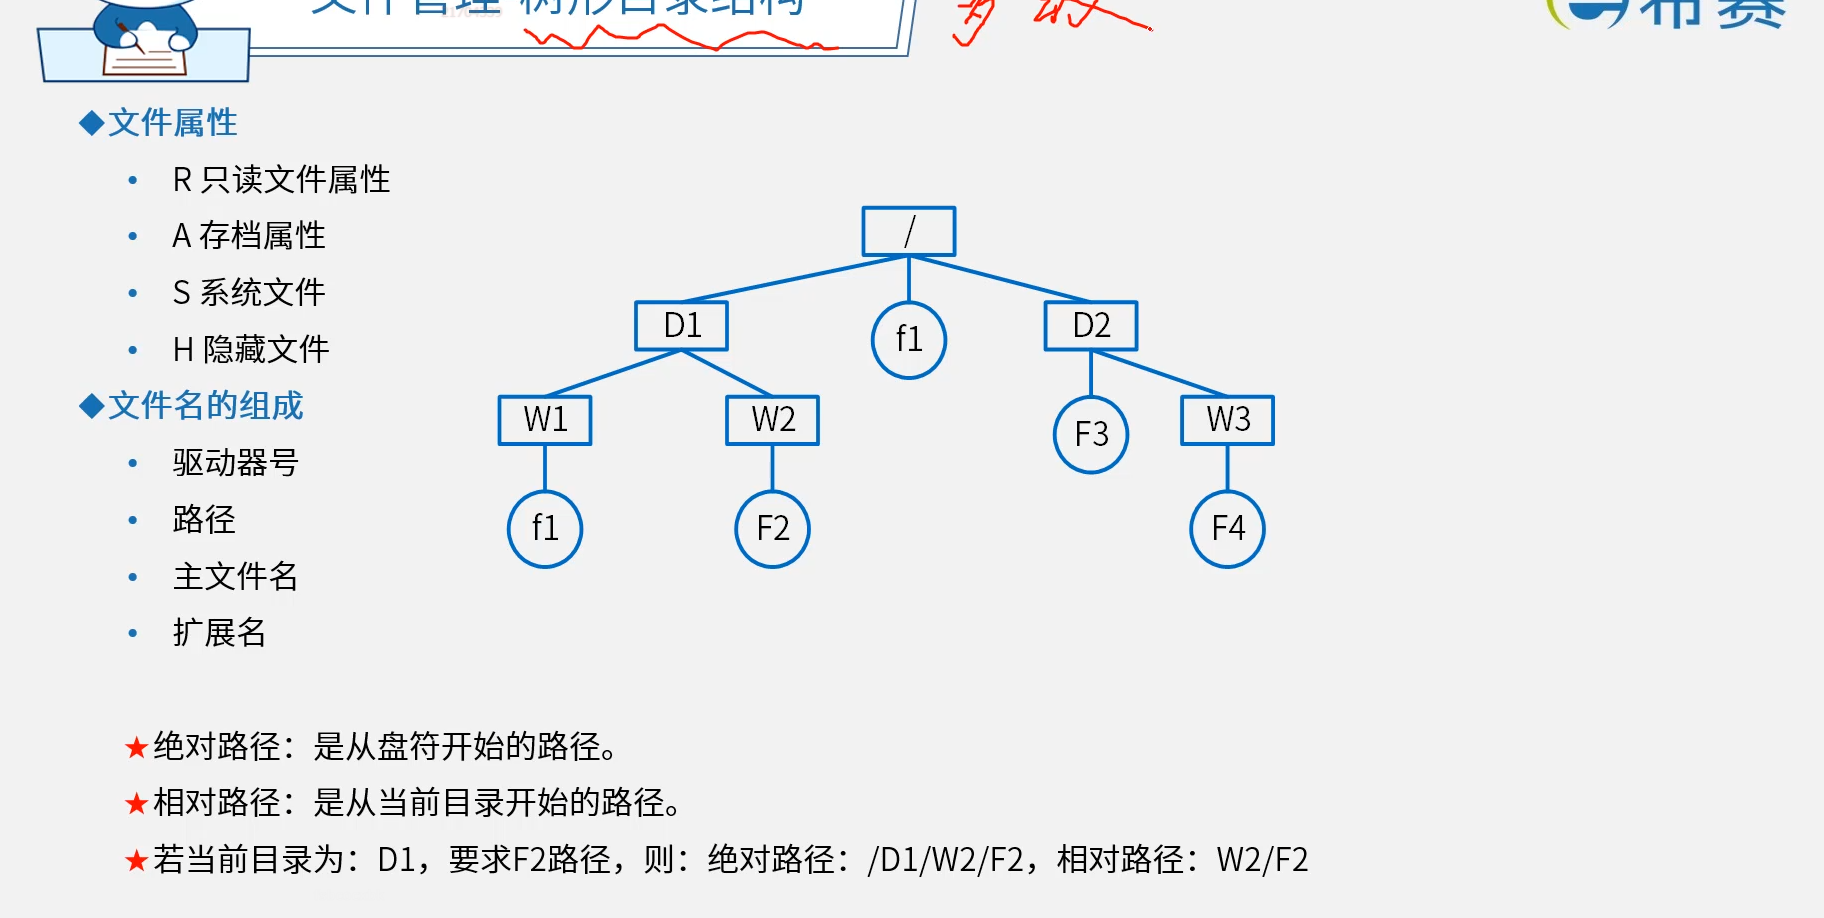 文件管理-树形目录结构
希赛
◆文件属性
• R 只读文件属性
• A 存档属性
• S 系统文件
• H 隐藏文件
◆文件名的组成
• 驱动器号
• 路径
• 主文件名
• 扩展名
/
D1
f1
D2
W1
W2
F3
W3
f1
F2
F4
★绝对路径：是从盘符开始的路径。
★相对路径：是从当前目录开始的路径。
★若当前目录为：D1，要求F2路径，则：绝对路径：/D1/W2/F2，相对路径：W2/F2